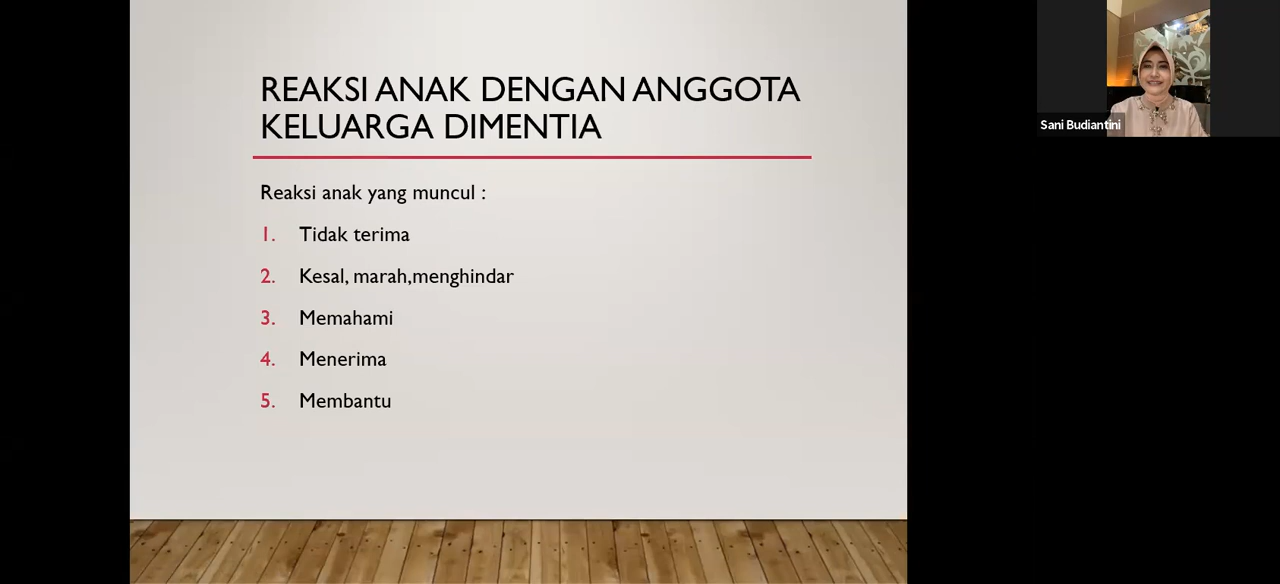 REAKSI ANAK DENGAN ANGGOTA
KELUARGA DIMENTIA
Reaksi anak yang muncul :
1. Tidak terima
2. Kesal, marah,menghindar
3. Memahami
4. Menerima
5. Membantu
Sani Budiantini